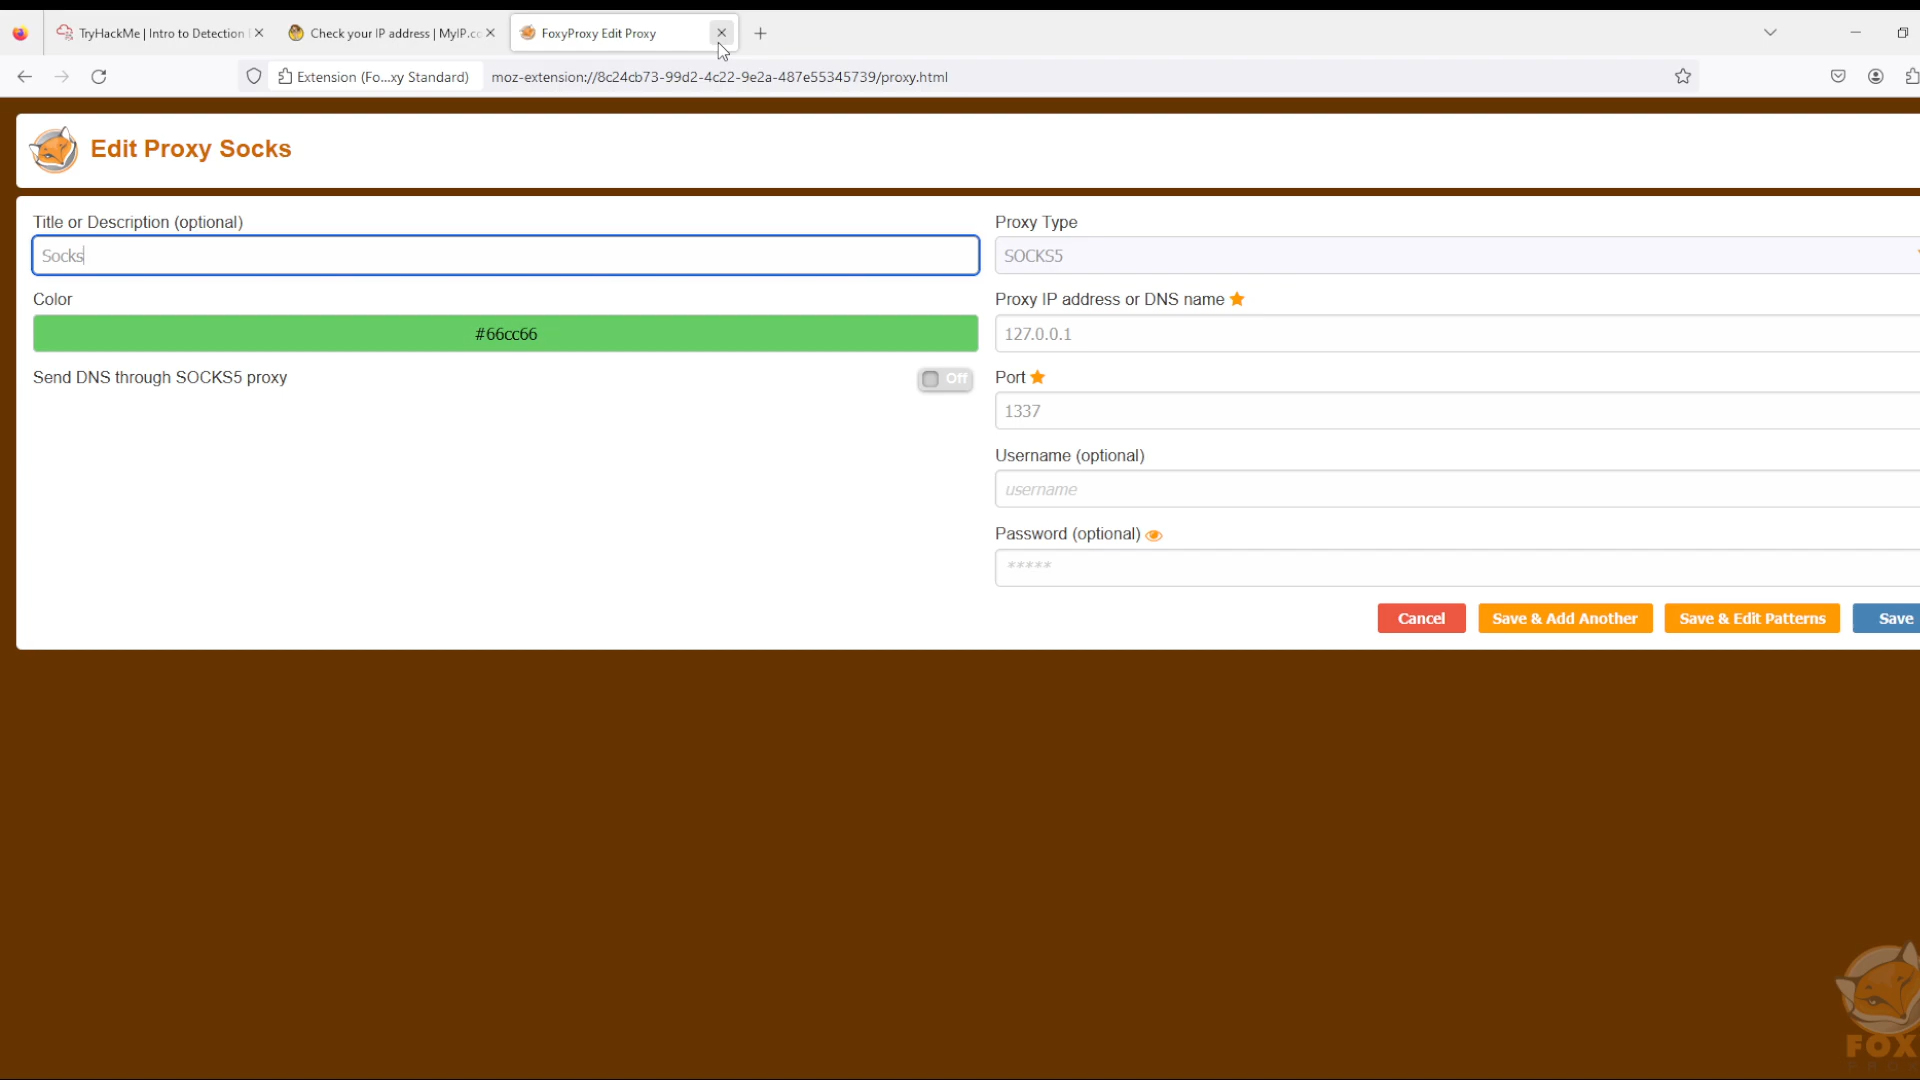 TryHackMe | Intro to Detection
Check your IP address | MyIP.co
FoxyProxy Edit Proxy
Extension (Fo...xy Standard)
moz-extension://8c24cb73-99d2-4c22-9e2a-487e55345739/proxy.html
Edit Proxy Socks
Title or Description (optional)
Socks
Color
#66cc66
Send DNS through SOCKS5 proxy
Off
Proxy Type
SOCKS5
Proxy IP address or DNS name
127.0.0.1
Port
1337
Username (optional)
username
Password (optional)
*****
Cancel
Save & Add Another
Save & Edit Patterns
Save
FOX